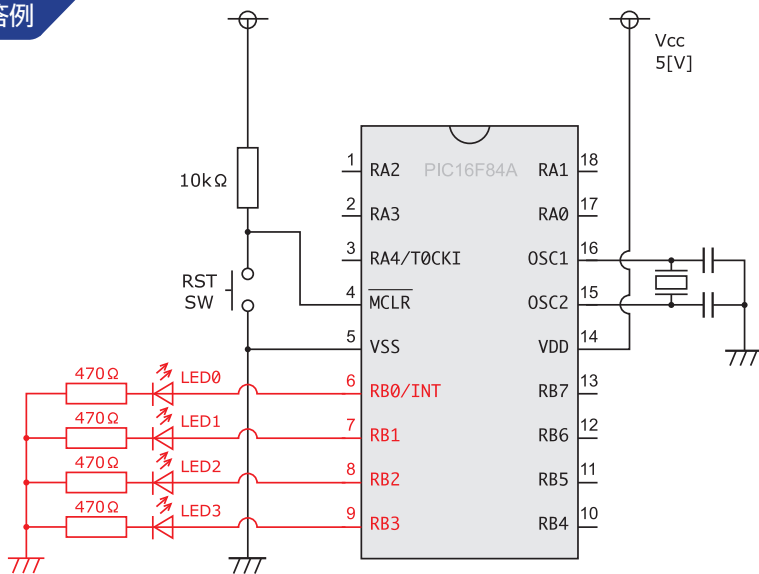 答例
Vcc
5[V]
10kΩ
RST
SW
PIC16F84A
1 RA2
2 RA3
3 RA4/T0CKI
4 MCLR
5 VSS
6 RB0/INT
7 RB1
8 RB2
9 RB3
RA1 18
RA0 17
OSC1 16
OSC2 15
VDD 14
RB7 13
RB6 12
RB5 11
RB4 10
470Ω LED0
470Ω LED1
470Ω LED2
470Ω LED3